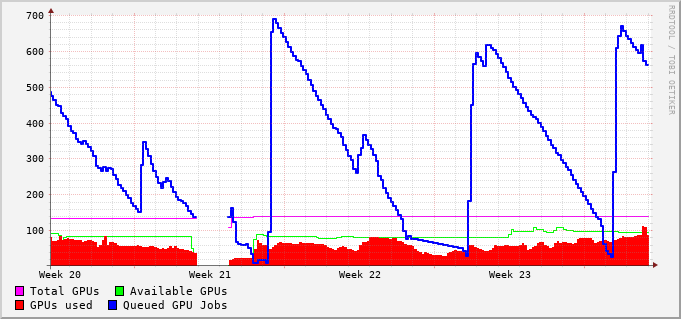 700
600
500
400
300
200
100
Week 20 Week 21 Week 22 Week 23
Total GPUs Available GPUs
GPUs used Queued GPU Jobs
RRDTOOL / TOBI OETIKER